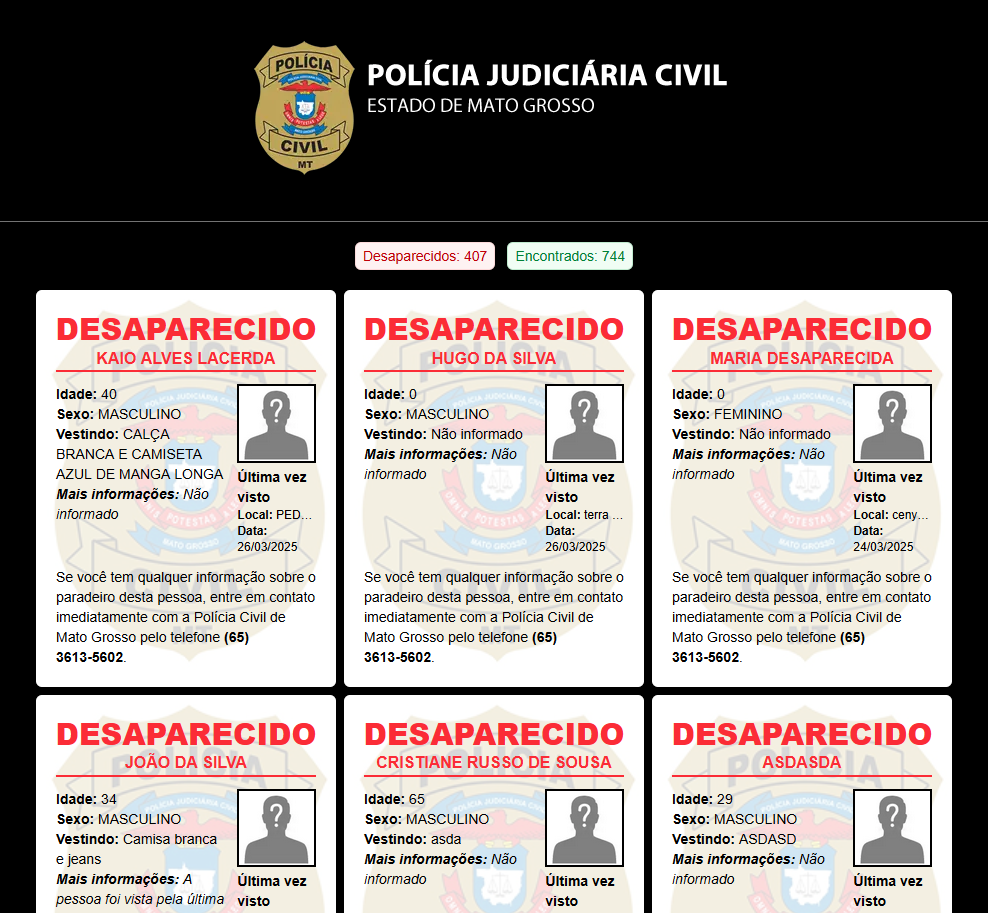 POLÍCIA
CIVIL
MT
POLÍCIA JUDICIÁRIA CIVIL
ESTADO DE MATO GROSSO
Desaparecidos: 407
Encontrados: 744
DESAPARECIDO
KAIO ALVES LACERDA
Idade: 40
Sexo: MASCULINO
Vestindo: CALÇA
BRANCA E CAMISETA
AZUL DE MANGA LONGA
Mais informações: Não
informado
Última vez
visto
Local: PED...
Data:
26/03/2025
Se você tem qualquer informação sobre o
paradeiro desta pessoa, entre em contato
imediatamente com a Polícia Civil de
Mato Grosso pelo telefone (65)
3613-5602.
DESAPARECIDO
HUGO DA SILVA
Idade: 0
Sexo: MASCULINO
Vestindo: Não informado
Mais informações: Não
informado
Última vez
visto
Local: terra ...
Data:
26/03/2025
Se você tem qualquer informação sobre o
paradeiro desta pessoa, entre em contato
imediatamente com a Polícia Civil de
Mato Grosso pelo telefone (65)
3613-5602.
DESAPARECIDO
MARIA DESAPARECIDA
Idade: 0
Sexo: FEMININO
Vestindo: Não informado
Mais informações: Não
informado
Última vez
visto
Local: ceny...
Data:
24/03/2025
Se você tem qualquer informação sobre o
paradeiro desta pessoa, entre em contato
imediatamente com a Polícia Civil de
Mato Grosso pelo telefone (65)
3613-5602.
DESAPARECIDO
JOÃO DA SILVA
Idade: 34
Sexo: MASCULINO
Vestindo: Camisa branca
e jeans
Mais informações: A
pessoa foi vista pela última
Última vez
visto
DESAPARECIDO
CRISTIANE RUSSO DE SOUSA
Idade: 65
Sexo: MASCULINO
Vestindo: asda
Mais informações: Não
informado
Última vez
visto
DESAPARECIDO
ASDASDA
Idade: 29
Sexo: MASCULINO
Vestindo: ASDASD
Mais informações: Não
informado
Última vez
visto